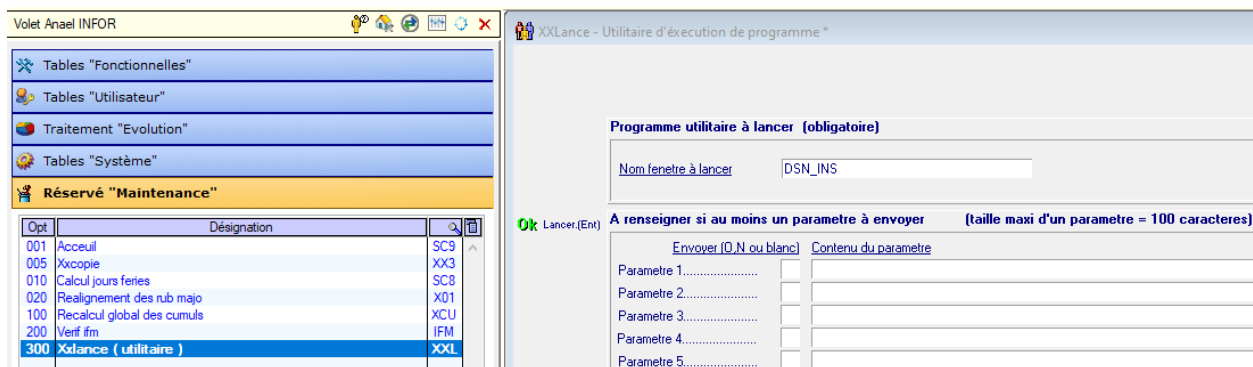 Volet Anael INFOR
Tables "Fonctionnelles"
Tables "Utilisateur"
Traitement "Evolution"
Tables "Système"
Réservé "Maintenance"
Opt Désignation
001 Acceuil SC9
005 Xxcopie XX3
010 Calcul jours feries SC8
020 Realignement des rub majo X01
100 Recalcul global des cumuls XCU
200 Verif ifm IFM
300 Xxlance ( utilitaire ) XXL
XXLance - Utilitaire d'éxecution de programme *
Programme utilitaire à lancer (obligatoire)
Nom fenetre à lancer DSN_INS
Ok Lancer.(Ent)
A renseigner si au moins un parametre à envoyer (taille maxi d'un parametre = 100 caracteres)
Envoyer (O,N ou blanc) Contenu du parametre
Parametre 1......................
Parametre 2......................
Parametre 3......................
Parametre 4......................
Parametre 5......................